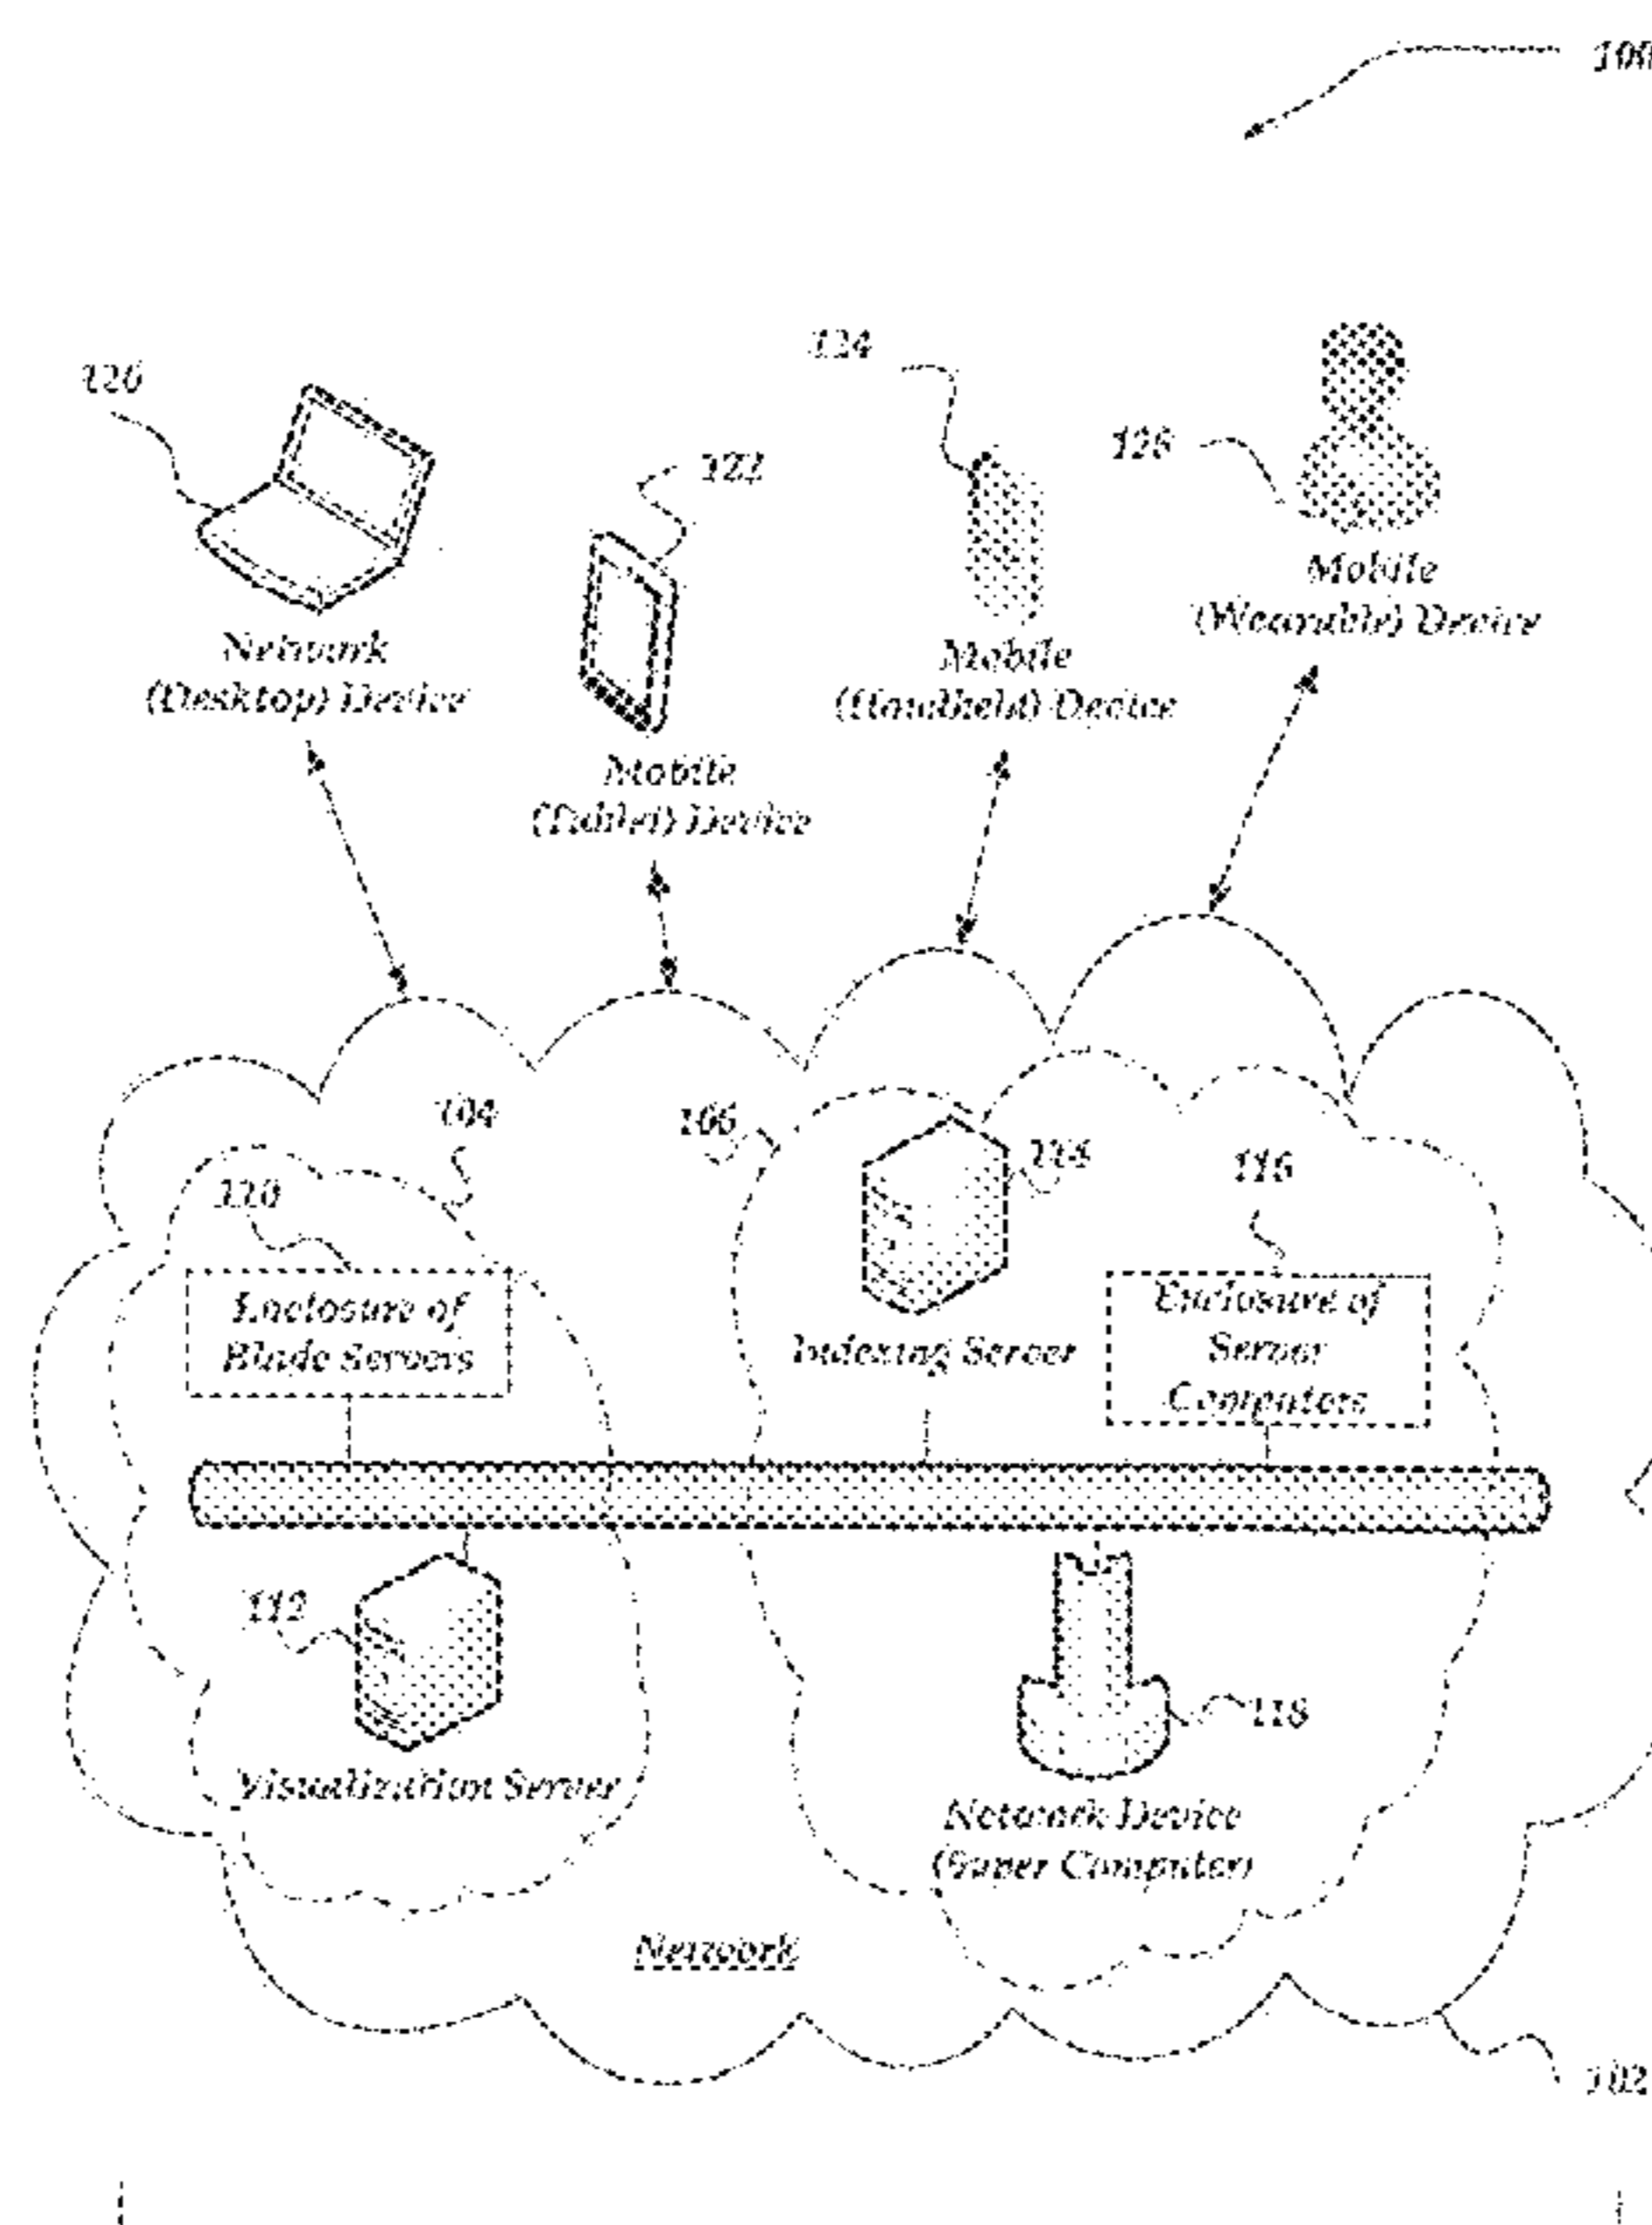 100
124
126
128
122
Mobile
(Wearable) Device
Network
(Desktop) Device
Mobile
(Handheld) Device
Mobile
(Tablet) Device
104
106
116
110
Enclosure of
Blade Servers
Indexing Server
Enclosure of
Server
Computers
112
118
Visualization Server
Network Device
(Super Computer)
Network
102